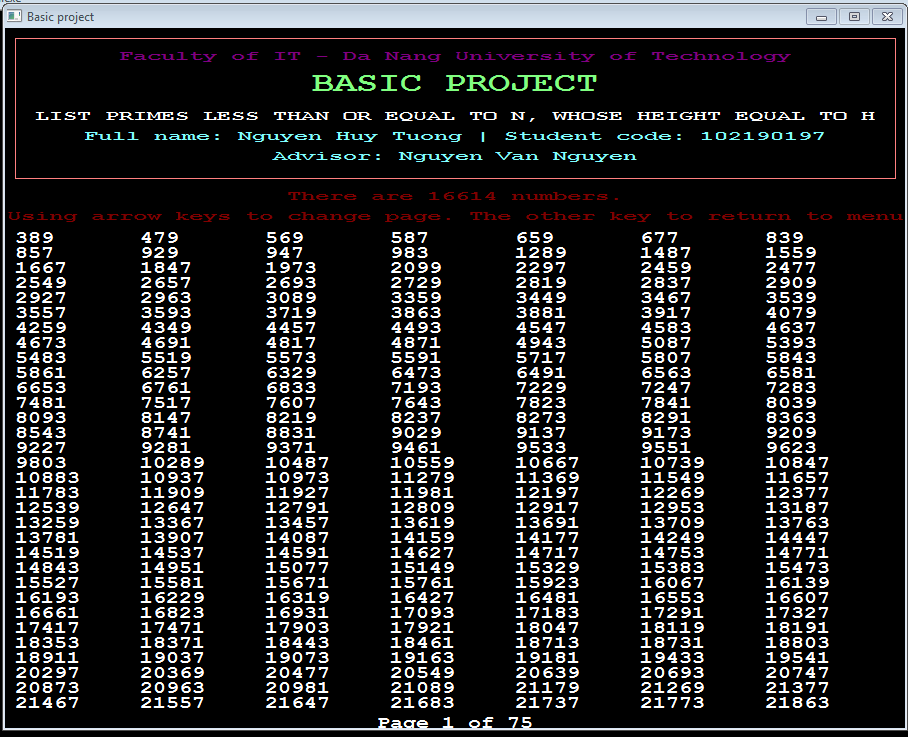 Basic project
Faculty of IT - Da Nang University of Technology
BASIC PROJECT
LIST PRIMES LESS THAN OR EQUAL TO N, WHOSE HEIGHT EQUAL TO H
Full name: Nguyen Huy Tuong | Student code: 102190197
Advisor: Nguyen Van Nguyen
There are 16614 numbers.
Using arrow keys to change page. The other key to return to menu
389 479 569 587 659 677 839
857 929 947 983 1289 1487 1559
1667 1847 1973 2099 2297 2459 2477
2549 2657 2693 2729 2819 2837 2909
2927 2963 3089 3359 3449 3467 3539
3557 3593 3719 3863 3881 3917 4079
4259 4349 4457 4493 4547 4583 4637
4673 4691 4817 4871 4943 5087 5393
5483 5519 5573 5591 5717 5807 5843
5861 6257 6329 6473 6491 6563 6581
6653 6761 6833 7193 7229 7247 7283
7481 7517 7607 7643 7823 7841 8039
8093 8147 8219 8237 8273 8291 8363
8543 8741 8831 9029 9137 9173 9209
9227 9281 9371 9461 9533 9551 9623
9803 10289 10487 10559 10667 10739 10847
10883 10937 10973 11279 11369 11549 11657
11783 11909 11927 11981 12197 12269 12377
12539 12647 12791 12809 12917 12953 13187
13259 13367 13457 13619 13691 13709 13763
13781 13907 14087 14159 14177 14249 14447
14519 14537 14591 14627 14717 14753 14771
14843 14951 15077 15149 15329 15383 15473
15527 15581 15671 15761 15923 16067 16139
16193 16229 16319 16427 16481 16553 16607
16661 16823 16931 17093 17183 17291 17327
17417 17471 17903 17921 18047 18119 18191
18353 18371 18443 18461 18713 18731 18803
18911 19037 19073 19163 19181 19433 19541
20297 20369 20477 20549 20639 20693 20747
20873 20963 20981 21089 21179 21269 21377
21467 21557 21647 21683 21737 21773 21863
Page 1 of 75